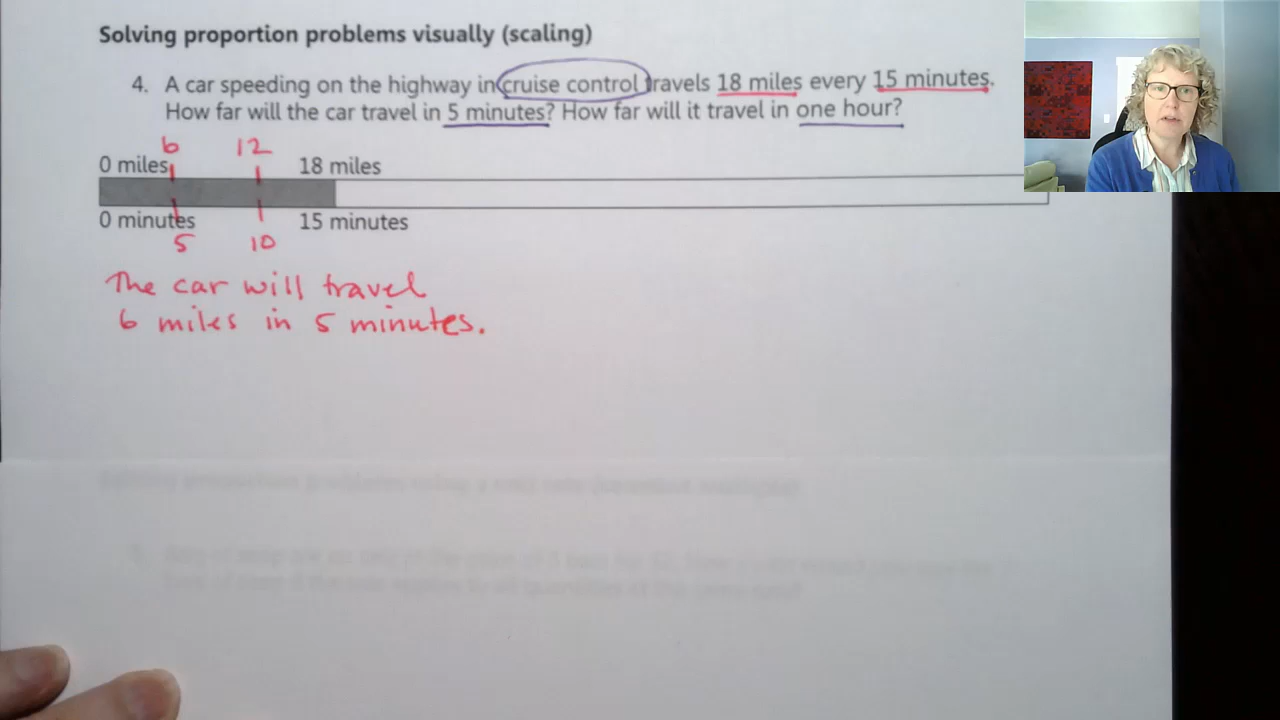 Solving proportion problems visually (scaling)
4. A car speeding on the highway in cruise control travels 18 miles every 15 minutes.
How far will the car travel in 5 minutes? How far will it travel in one hour?
6 12
0 miles 18 miles
0 minutes 15 minutes
5 10
The car will travel
6 miles in 5 minutes.